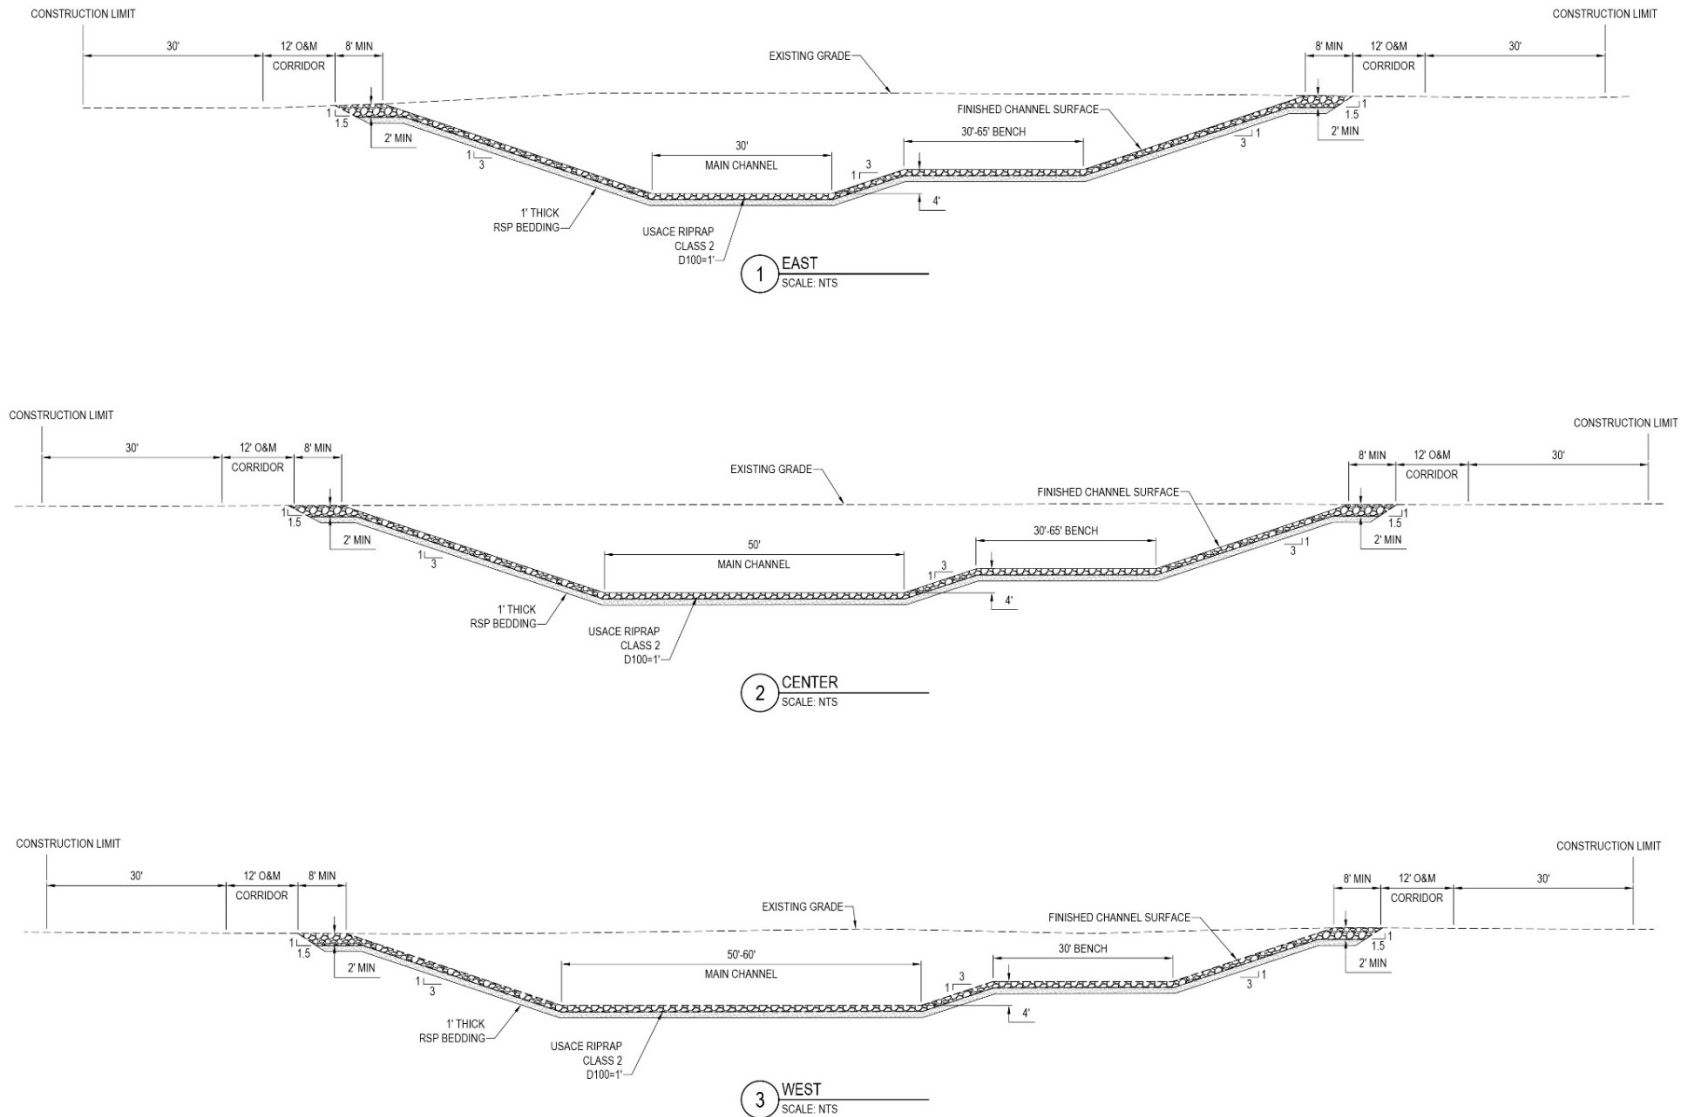 CONSTRUCTION LIMIT
CONSTRUCTION LIMIT
30'
12' O&M
CORRIDOR
8' MIN
EXISTING GRADE
8' MIN
12' O&M
CORRIDOR
30'
FINISHED CHANNEL SURFACE
1
1.5
2' MIN
1
3
30'
MAIN CHANNEL
3
1
30'-65' BENCH
4'
1
3
1
1.5
2' MIN
1' THICK
RSP BEDDING
USACE RIPRAP
CLASS 2
D100=1'
1
EAST
SCALE: NTS
CONSTRUCTION LIMIT
CONSTRUCTION LIMIT
30'
12' O&M
CORRIDOR
8' MIN
EXISTING GRADE
8' MIN
12' O&M
CORRIDOR
30'
FINISHED CHANNEL SURFACE
1
1.5
2' MIN
1
3
50'
MAIN CHANNEL
3
1
30'-65' BENCH
4'
1
3
1
1.5
2' MIN
1' THICK
RSP BEDDING
USACE RIPRAP
CLASS 2
D100=1'
2
CENTER
SCALE: NTS
CONSTRUCTION LIMIT
CONSTRUCTION LIMIT
30'
12' O&M
CORRIDOR
8' MIN
EXISTING GRADE
8' MIN
12' O&M
CORRIDOR
30'
FINISHED CHANNEL SURFACE
1
1.5
2' MIN
1
3
50'-60'
MAIN CHANNEL
3
1
30' BENCH
4'
1
3
1
1.5
2' MIN
1' THICK
RSP BEDDING
USACE RIPRAP
CLASS 2
D100=1'
3
WEST
SCALE: NTS